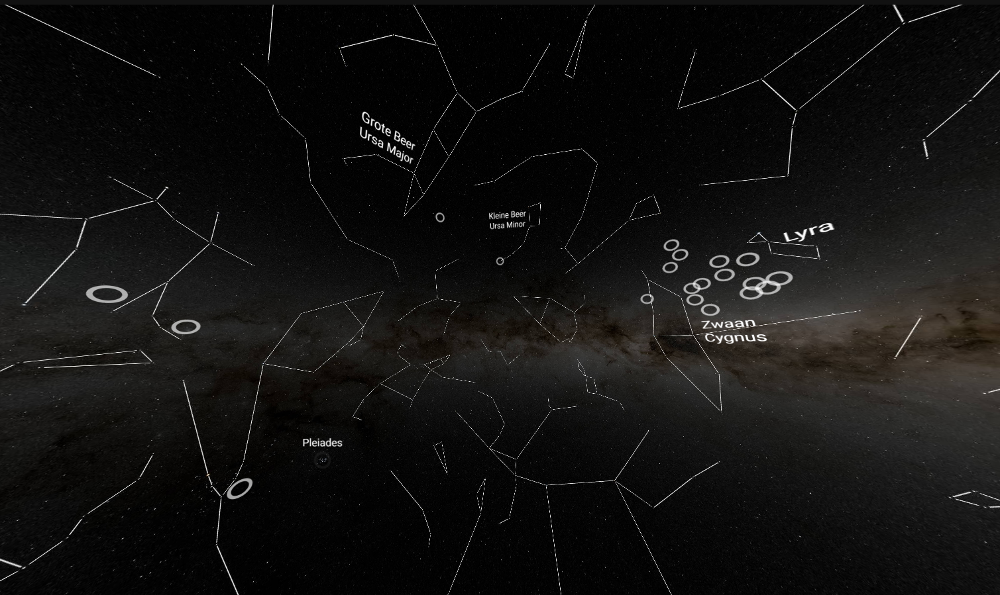 Grote Beer
Ursa Major
Kleine Beer
Ursa Minor
Lyra
Zwaan
Cygnus
Pleiades